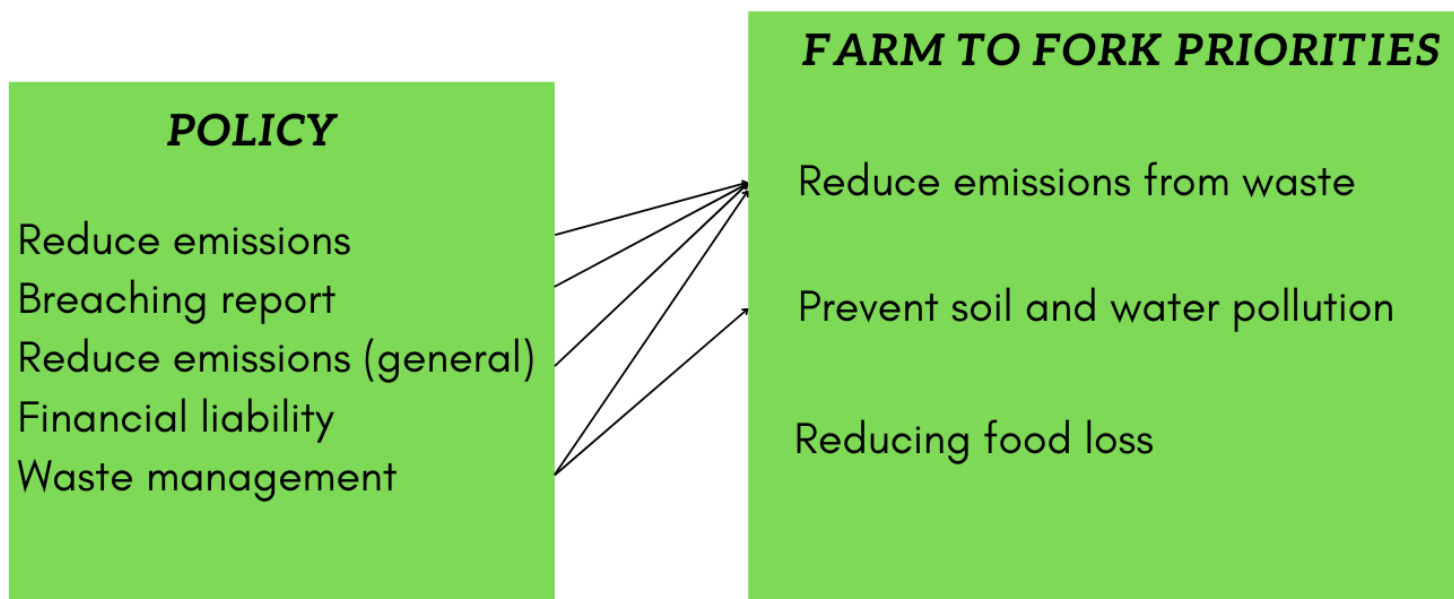 POLICY
Reduce emissions
Breaching report
Reduce emissions (general)
Financial liability
Waste management
FARM TO FORK PRIORITIES
Reduce emissions from waste
Prevent soil and water pollution
Reducing food loss